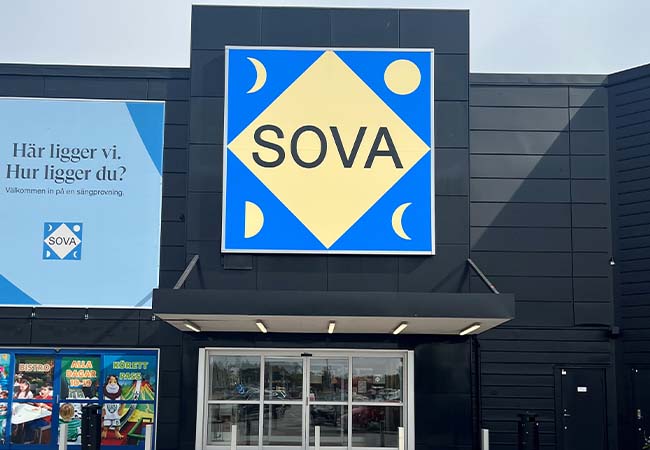 SOVA
Här ligger vi.
Hur ligger du?
Välkommen in på en sängprovning.
SOVA
BISTRO
ALLA
DAGAR
10-19
KÖRETT
PASS